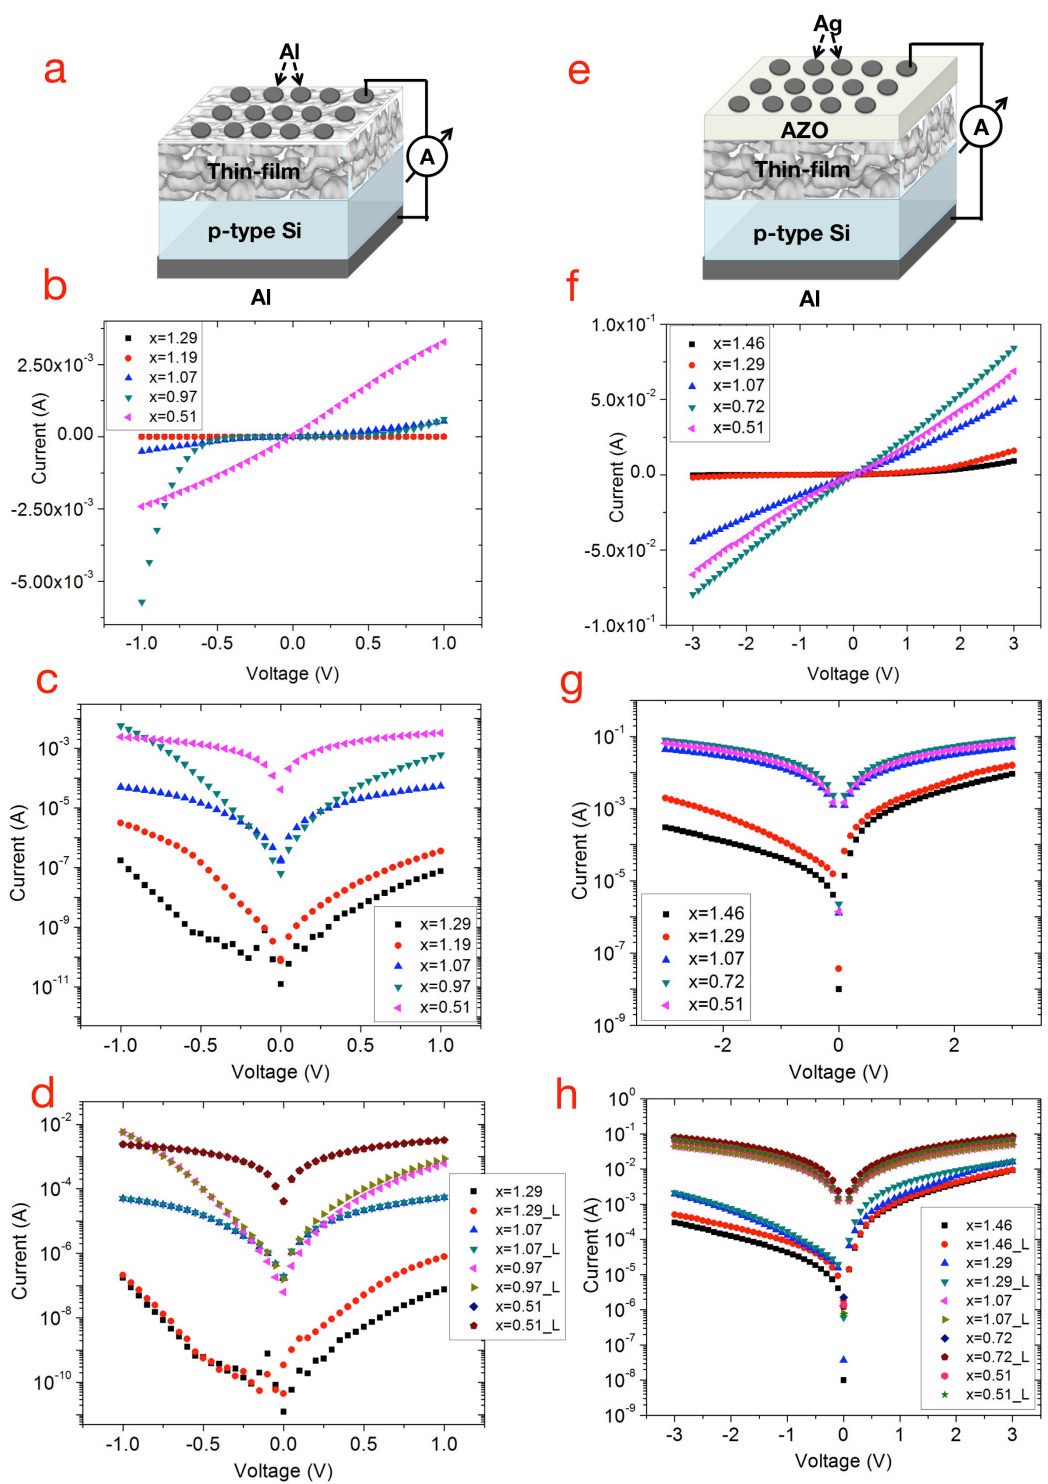 a
Al
A
Thin-film
p-type Si
Al
e
Ag
AZO
A
Thin-film
p-type Si
Al
b
x=1.29
x=1.19
x=1.07
x=0.97
x=0.51
2.50x10⁻³
0.00
-2.50x10⁻³
-5.00x10⁻³
Current (A)
-1.0 -0.5 0.0 0.5 1.0
Voltage (V)
f
1.0x10⁻¹
5.0x10⁻²
0.0
-5.0x10⁻²
-1.0x10⁻¹
Current (A)
x=1.46
x=1.29
x=1.07
x=0.72
x=0.51
-3 -2 -1 0 1 2 3
Voltage (V)
c
10⁻³
10⁻⁵
10⁻⁷
10⁻⁹
10⁻¹¹
Current (A)
x=1.29
x=1.19
x=1.07
x=0.97
x=0.51
-1.0 -0.5 0.0 0.5 1.0
Voltage (V)
g
10⁻¹
10⁻³
10⁻⁵
10⁻⁷
10⁻⁹
Current (A)
x=1.46
x=1.29
x=1.07
x=0.72
x=0.51
-2 0 2
Voltage (V)
d
10⁻²
10⁻⁴
10⁻⁶
10⁻⁸
10⁻¹⁰
Current (A)
x=1.29
x=1.29_L
x=1.07
x=1.07_L
x=0.97
x=0.97_L
x=0.51
x=0.51_L
-1.0 -0.5 0.0 0.5 1.0
Voltage (V)
h
10⁰
10⁻¹
10⁻²
10⁻³
10⁻⁴
10⁻⁵
10⁻⁶
10⁻⁷
10⁻⁸
10⁻⁹
Current (A)
x=1.46
x=1.46_L
x=1.29
x=1.29_L
x=1.07
x=1.07_L
x=0.72
x=0.72_L
x=0.51
x=0.51_L
-3 -2 -1 0 1 2 3
Voltage (V)